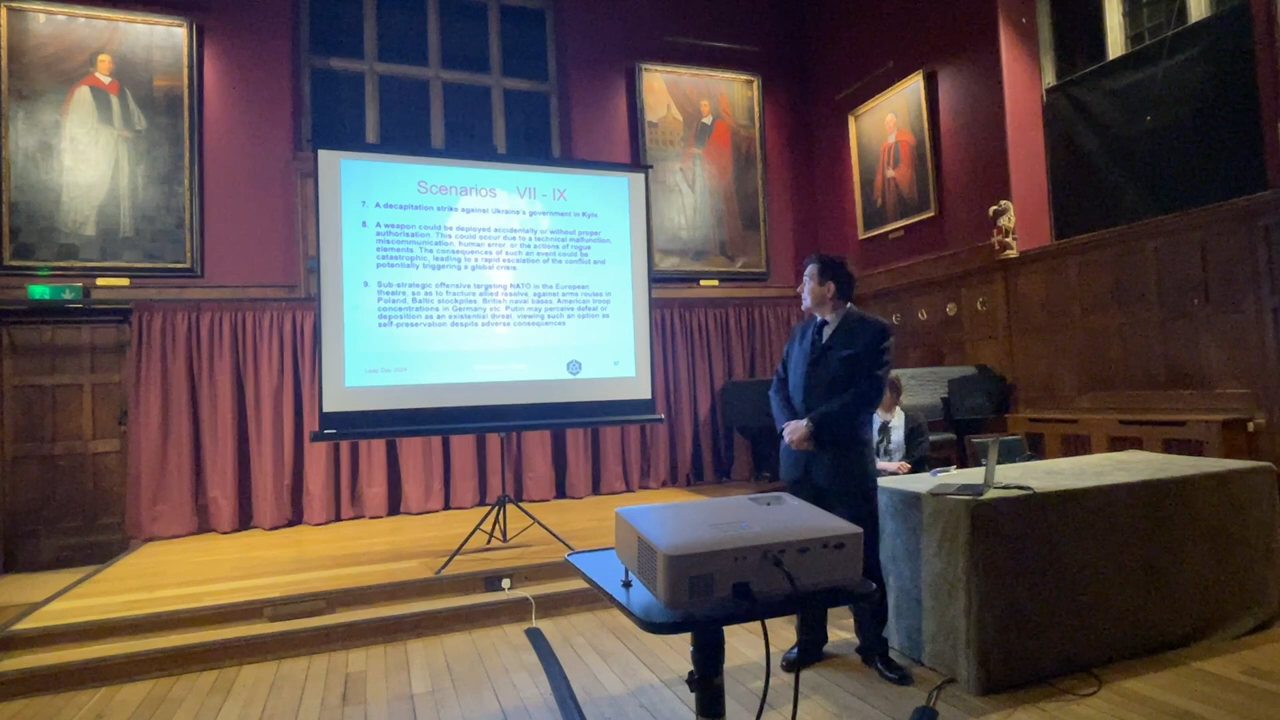 Scenarios VII - IX
7. A decapitation strike against Ukraine's government in Kyiv.
8. A weapon could be deployed accidentally or without proper
authorisation. This could occur due to a technical malfunction,
miscommunication, human error, or the actions of rogue
elements. The consequences of such an event could be
catastrophic, leading to a rapid escalation of the conflict and
potentially triggering a global crisis.
9. Sub-strategic offensive targeting NATO in the European
theatre, so as to fracture allied resolve, against arms routes in
Poland, Baltic stockpiles, British naval bases, American troop
concentrations in Germany etc. Putin may perceive defeat or
deposition as an existential threat, viewing such an option as
self-preservation despite adverse consequences
Leap Day 2024